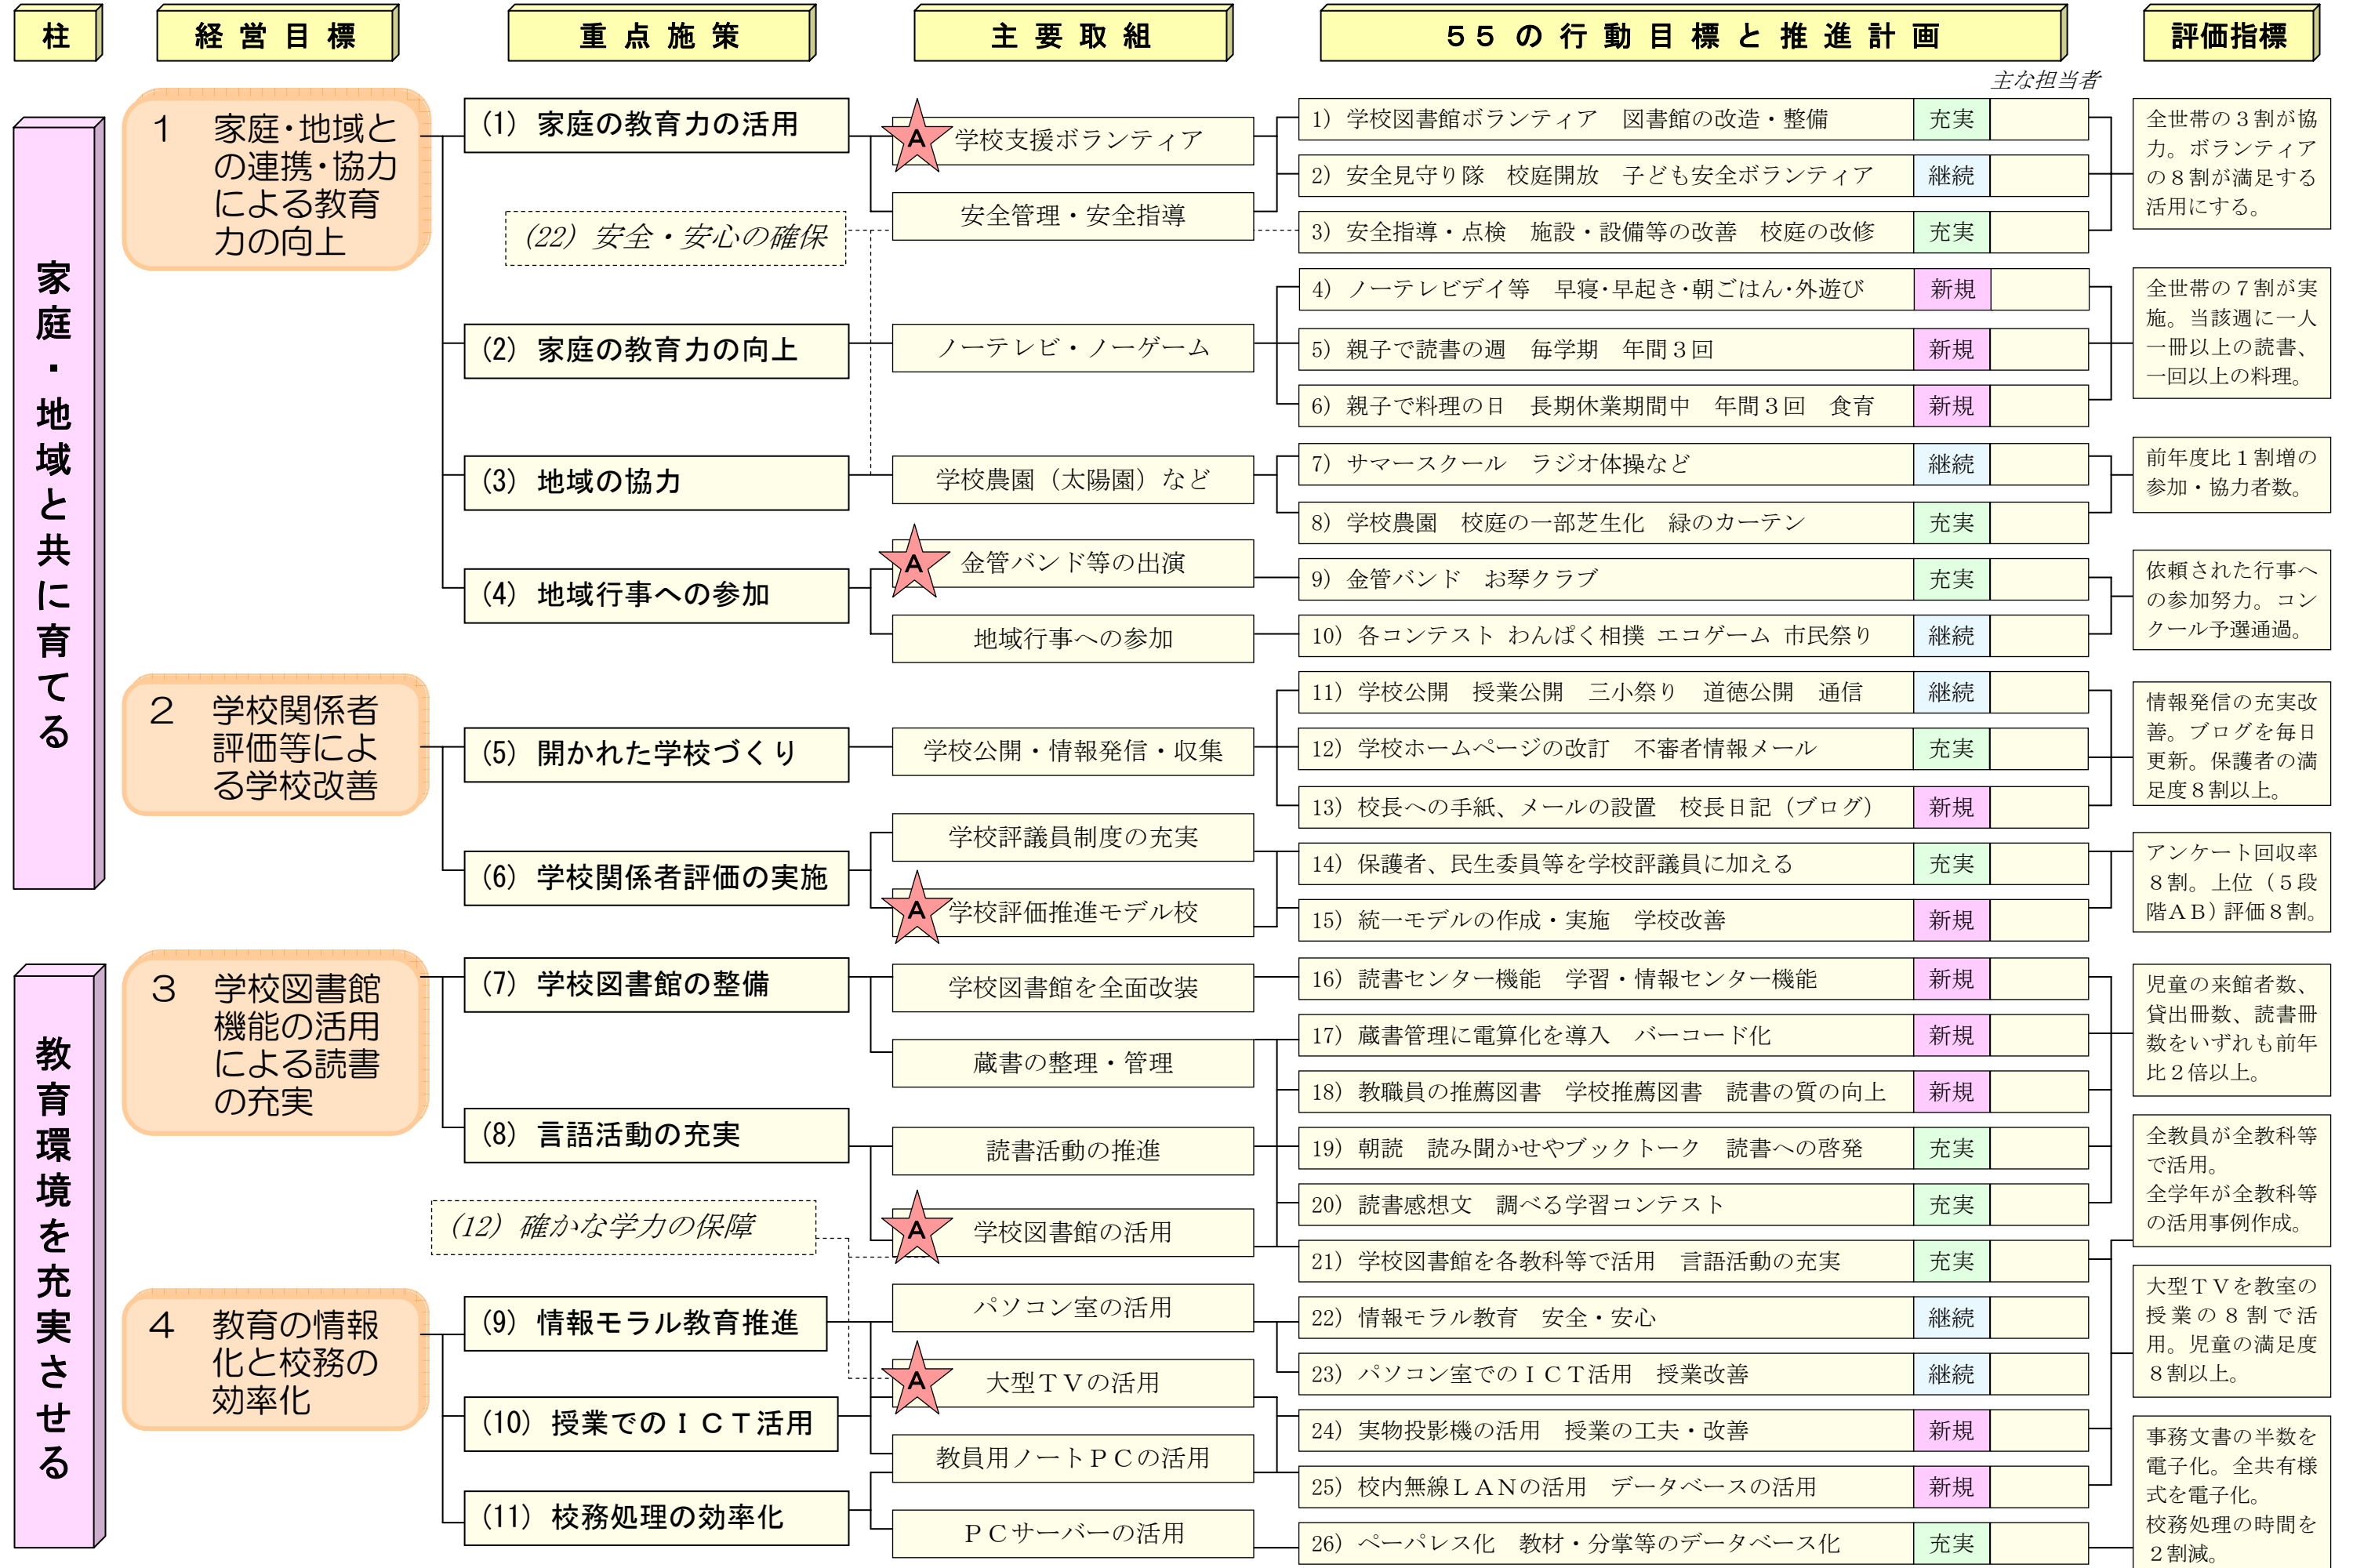 柱
経営目標
重点施策
主要取組
55の行動目標と推進計画
評価指標
主な担当者
家庭・地域と共に育てる
1 家庭・地域と
の連携・協力
による教育
力の向上
(1) 家庭の教育力の活用
(22) 安全・安心の確保
(2) 家庭の教育力の向上
(3) 地域の協力
(4) 地域行事への参加
A 学校支援ボランティア
安全管理・安全指導
ノーテレビ・ノーゲーム
学校農園（太陽園）など
A 金管バンド等の出演
地域行事への参加
1) 学校図書館ボランティア　図書館の改造・整備　充実
2) 安全見守り隊　校庭開放　子ども安全ボランティア　継続
3) 安全指導・点検　施設・設備等の改善　校庭の改修　充実
4) ノーテレビデイ等　早寝・早起き・朝ごはん・外遊び　新規
5) 親子で読書の週　毎学期　年間３回　新規
6) 親子で料理の日　長期休業期間中　年間３回　食育　新規
7) サマースクール　ラジオ体操など　継続
8) 学校農園　校庭の一部芝生化　緑のカーテン　充実
9) 金管バンド　お琴クラブ　充実
10) 各コンテスト わんぱく相撲 エコゲーム 市民祭り　継続
全世帯の３割が協
力。ボランティア
の８割が満足する
活用にする。
全世帯の７割が実
施。当該週に一人
一冊以上の読書、
一回以上の料理。
前年度比１割増の
参加・協力者数。
依頼された行事へ
の参加努力。コン
クール予選通過。
2 学校関係者
評価等によ
る学校改善
(5) 開かれた学校づくり
(6) 学校関係者評価の実施
学校公開・情報発信・収集
学校評議員制度の充実
A 学校評価推進モデル校
11) 学校公開　授業公開　三小祭り　道徳公開　通信　継続
12) 学校ホームページの改訂　不審者情報メール　充実
13) 校長への手紙、メールの設置　校長日記（ブログ）　新規
14) 保護者、民生委員等を学校評議員に加える　充実
15) 統一モデルの作成・実施　学校改善　新規
情報発信の充実改
善。ブログを毎日
更新。保護者の満
足度８割以上。
アンケート回収率
８割。上位（５段
階ＡＢ）評価８割。
教育環境を充実させる
3 学校図書館
機能の活用
による読書
の充実
(7) 学校図書館の整備
(8) 言語活動の充実
(12) 確かな学力の保障
学校図書館を全面改装
蔵書の整理・管理
読書活動の推進
A 学校図書館の活用
16) 読書センター機能　学習・情報センター機能　新規
17) 蔵書管理に電算化を導入　バーコード化　新規
18) 教職員の推薦図書　学校推薦図書　読書の質の向上　新規
19) 朝読　読み聞かせやブックトーク　読書への啓発　充実
20) 読書感想文　調べる学習コンテスト　充実
21) 学校図書館を各教科等で活用　言語活動の充実　充実
児童の来館者数、
貸出冊数、読書冊
数をいずれも前年
比２倍以上。
全教員が全教科等
で活用。
全学年が全教科等
の活用事例作成。
4 教育の情報
化と校務の
効率化
(9) 情報モラル教育推進
(10) 授業でのＩＣＴ活用
(11) 校務処理の効率化
パソコン室の活用
A 大型ＴＶの活用
教員用ノートＰＣの活用
ＰＣサーバーの活用
22) 情報モラル教育　安全・安心　継続
23) パソコン室でのＩＣＴ活用　授業改善　継続
24) 実物投影機の活用　授業の工夫・改善　新規
25) 校内無線ＬＡＮの活用　データベースの活用　新規
26) ペーパレス化　教材・分掌等のデータベース化　充実
大型ＴＶを教室の
授業の８割で活
用。児童の満足度
８割以上。
事務文書の半数を
電子化。全共有様
式を電子化。
校務処理の時間を
２割減。